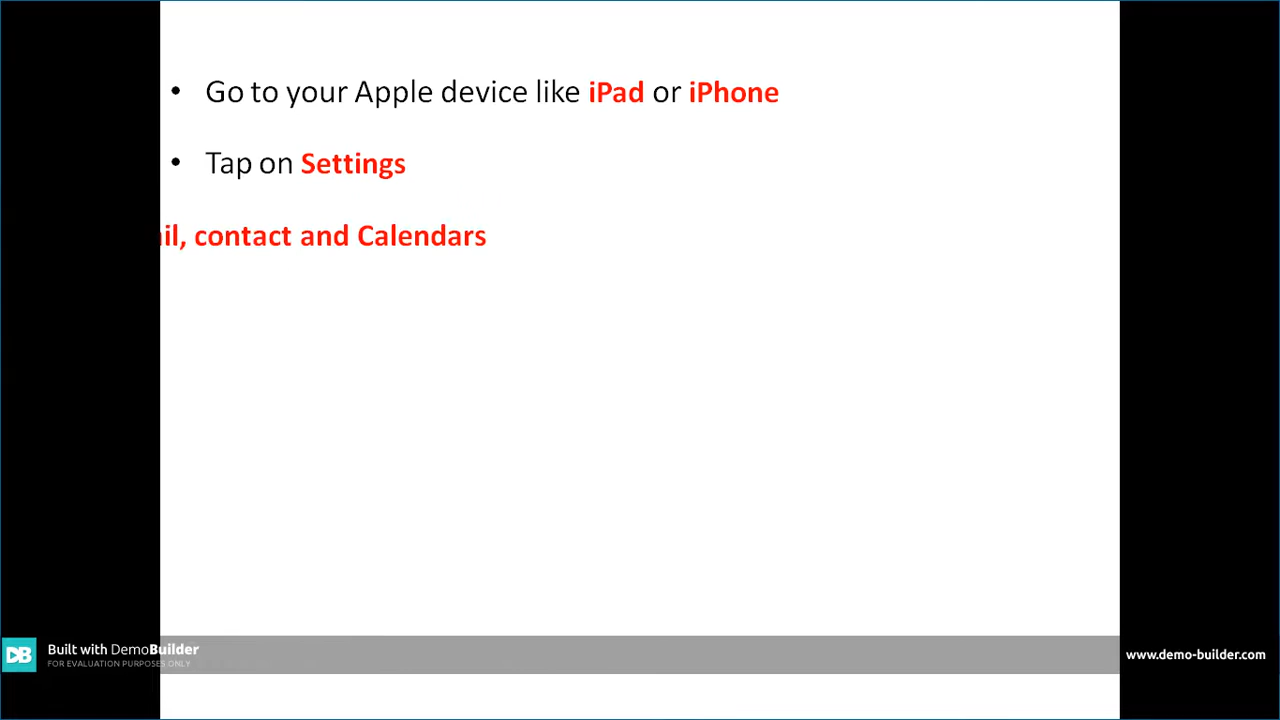 • Go to your Apple device like iPad or iPhone
• Tap on Settings
contact and Calendars
Built with DemoBuilder
FOR EVALUATION PURPOSES ONLY
www.demo-builder.com
DB